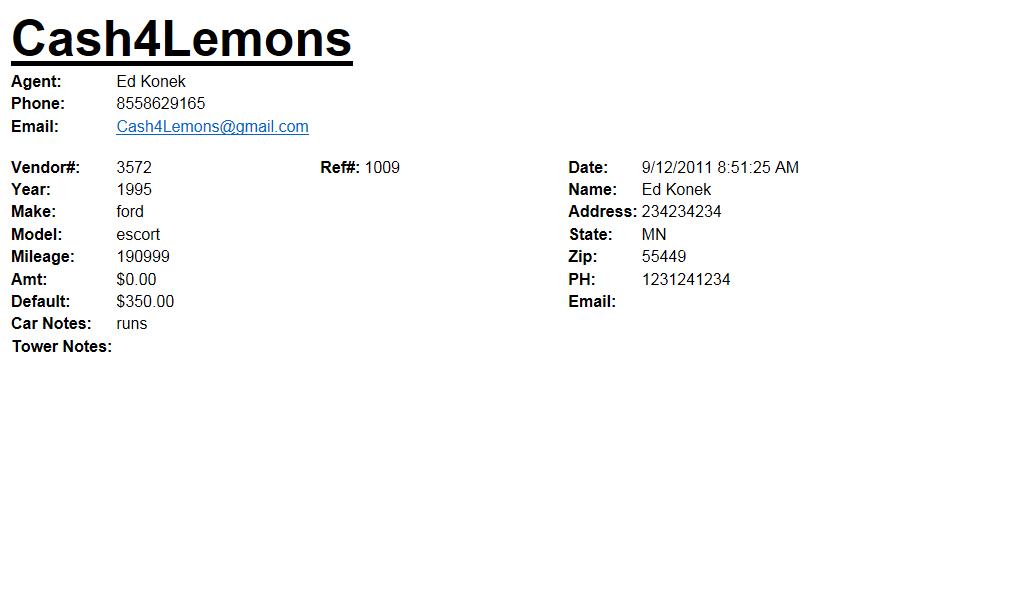 Cash4Lemons
Agent: Ed Konek
Phone: 8558629165
Email: Cash4Lemons@gmail.com
Vendor#: 3572 Ref#: 1009 Date: 9/12/2011 8:51:25 AM
Year: 1995 Name: Ed Konek
Make: ford Address: 234234234
Model: escort State: MN
Mileage: 190999 Zip: 55449
Amt: $0.00 PH: 1231241234
Default: $350.00 Email:
Car Notes: runs
Tower Notes: